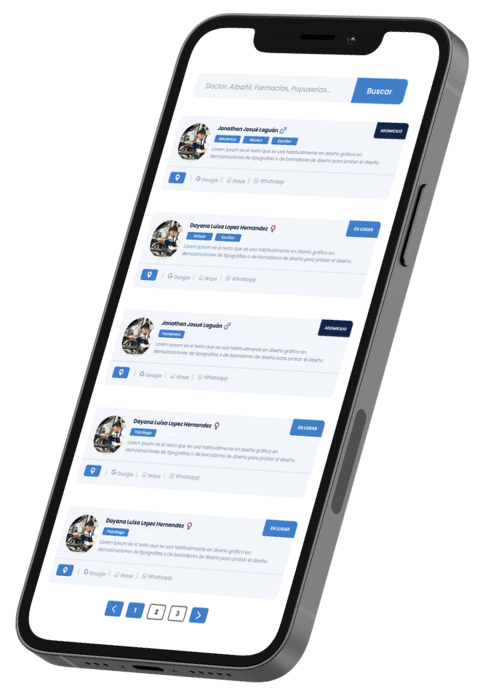 Doctor, Albañil, Farmacias, Pupuserias...
Buscar
Jonathan Josué Laguán
ADOMICILIO
Mecánico Músico Escritor
Lorem ipsum es el texto que se usa habitualmente en diseño gráfico en
demostraciones de tipografías o de borradores de diseño para probar el diseño.
Google Waze Whatsapp
Dayana Luisa Lopez Hernandez
EN LUGAR
Artista Escritor
Lorem ipsum es el texto que se usa habitualmente en diseño gráfico en
demostraciones de tipografías o de borradores de diseño para probar el diseño.
Google Waze Whatsapp
Jonathan Josué Laguán
ADOMICILIO
Fontanero
Lorem ipsum es el texto que se usa habitualmente en diseño gráfico en
demostraciones de tipografías o de borradores de diseño para probar el diseño.
Google Waze Whatsapp
Dayana Luisa Lopez Hernandez
EN LUGAR
Psicólogo
Lorem ipsum es el texto que se usa habitualmente en diseño gráfico en
demostraciones de tipografías o de borradores de diseño para probar el diseño.
Google Waze Whatsapp
Dayana Luisa Lopez Hernandez
EN LUGAR
Psicólogo
Lorem ipsum es el texto que se usa habitualmente en diseño gráfico en
demostraciones de tipografías o de borradores de diseño para probar el diseño.
Google Waze Whatsapp
1 2 3